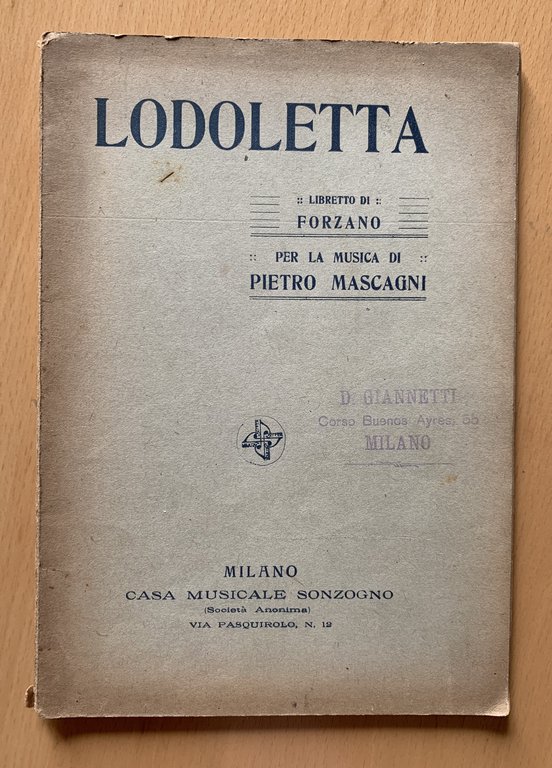 LODOLETTA
:: LIBRETTO DI ::
FORZANO
:: PER LA MUSICA DI ::
PIETRO MASCAGNI
D. GIANNETTI
Corso Buenos Ayres, 55
MILANO
MILANO
CASA MUSICALE SONZOGNO
(Società Anonima)
VIA PASQUIROLO, N. 12